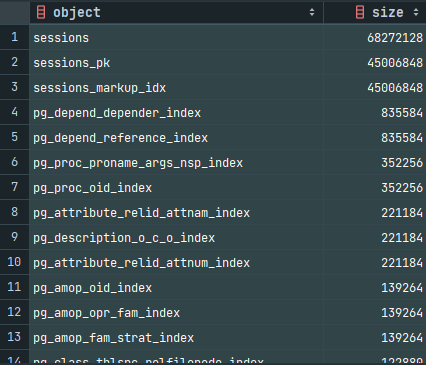 object size
1 sessions 68272128
2 sessions_pk 45006848
3 sessions_markup_idx 45006848
4 pg_depend_depender_index 835584
5 pg_depend_reference_index 835584
6 pg_proc_proname_args_nsp_index 352256
7 pg_proc_oid_index 352256
8 pg_attribute_relid_attnam_index 221184
9 pg_description_o_c_o_index 221184
10 pg_attribute_relid_attnum_index 221184
11 pg_amop_oid_index 139264
12 pg_amop_opr_fam_index 139264
13 pg_amop_fam_strat_index 139264
14 pg_class_tblspc_relfilenode_index 122880